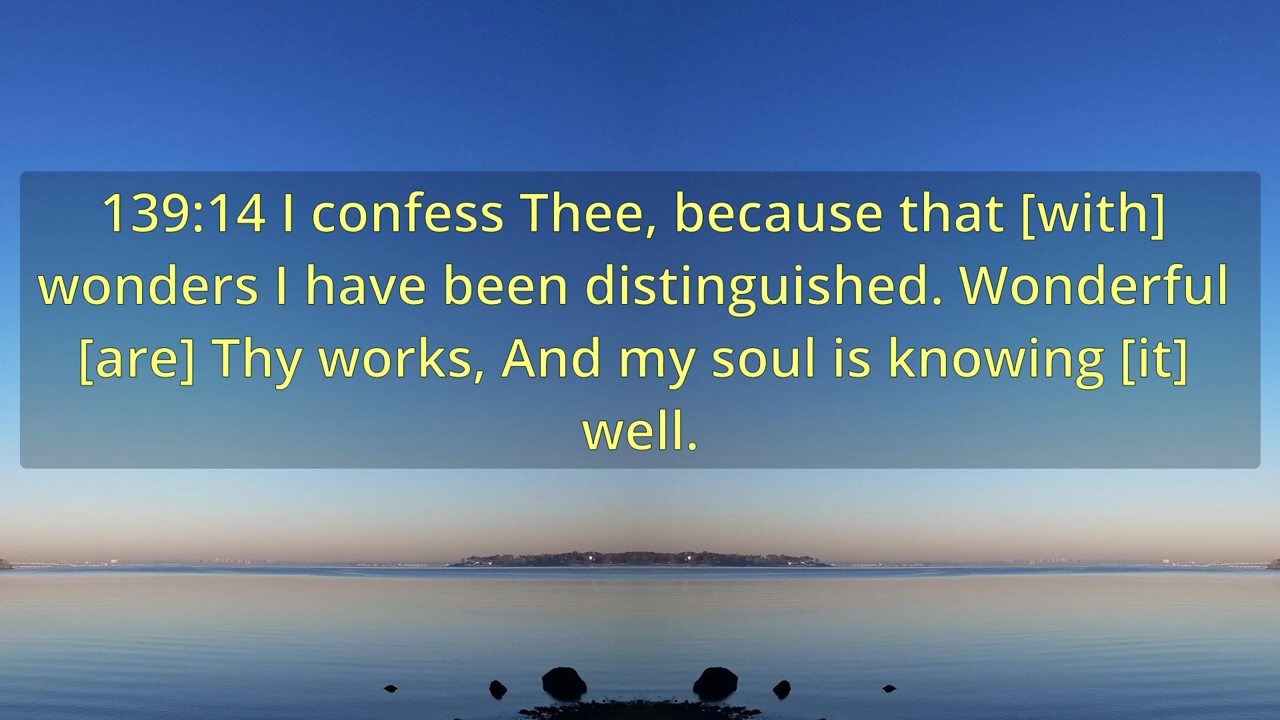 139:14 I confess Thee, because that [with]
wonders I have been distinguished. Wonderful
[are] Thy works, And my soul is knowing [it]
well.